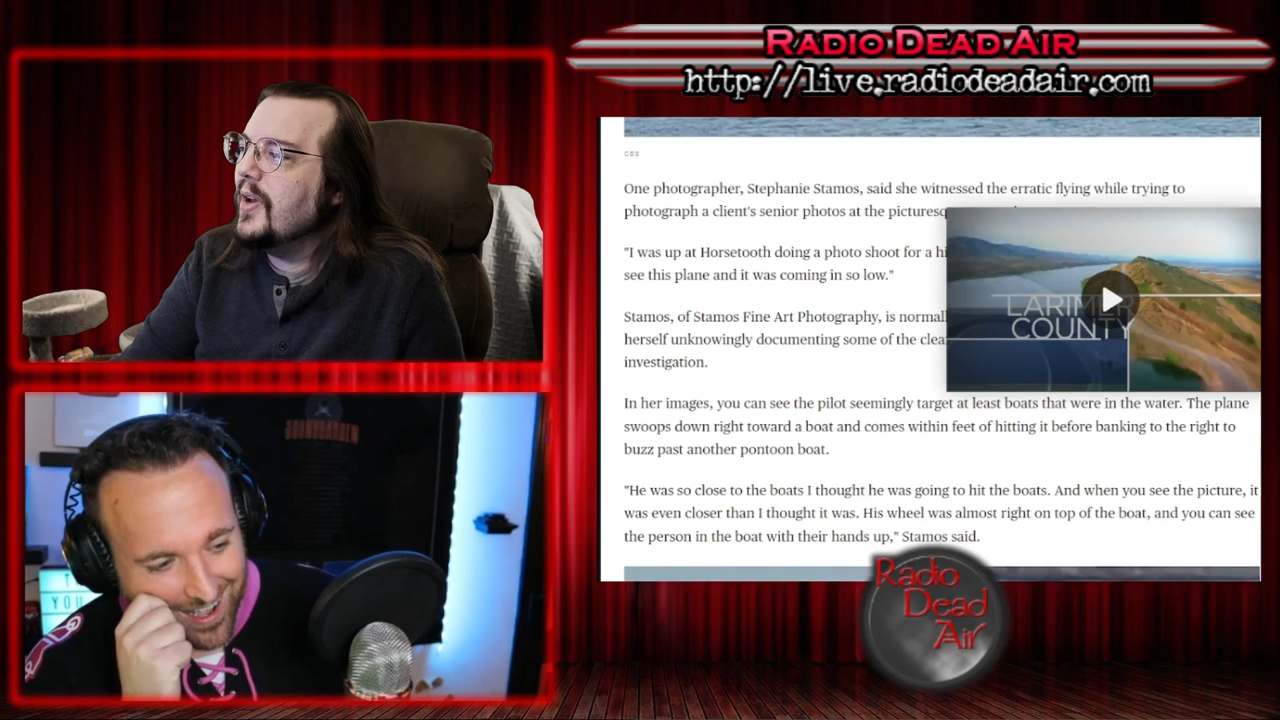 RADIO DEAD AIR
http://live.radiodeadair.com
CBS
One photographer, Stephanie Stamos, said she witnessed the erratic flying while trying to
photograph a client's senior photos at the
"I was up at Horsetooth doing a photo shoot for a
see this plane and it was coming in so low."
Stamos, of Stamos Fine Art Photography, is
herself unknowingly documenting some of the
investigation.
LARIMER
COUNTY
In her images, you can see the pilot seemingly target at least boats that were in the water. The plane
swoops down right toward a boat and comes within feet of hitting it before banking to the right to
buzz past another pontoon boat.
"He was so close to the boats I thought he was going to hit the boats. And when you see the picture, it
was even closer than I thought it was. His wheel was almost right on top of the boat, and you can see
the person in the boat with their hands up," Stamos said.
Radio
Dead
Air
SOUNDGARDEN
YOU